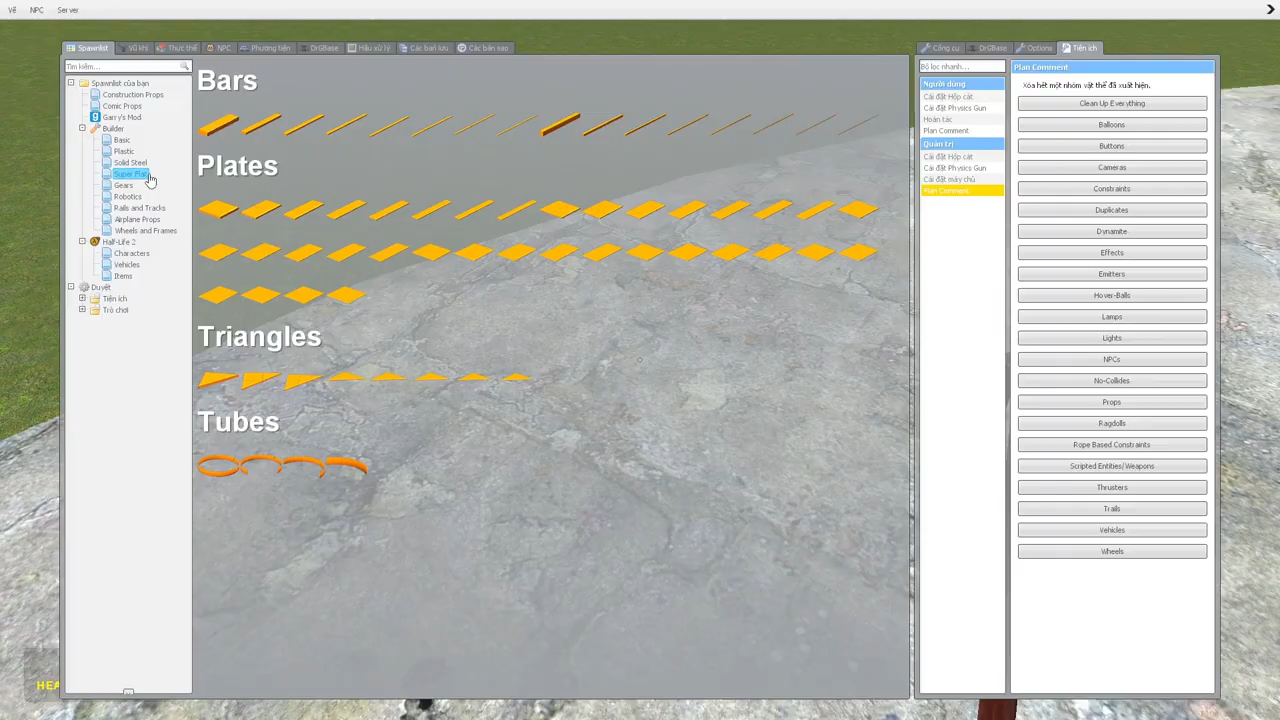 Vẽ NPC Server
Spawnlist Vũ khí Thực thể NPC Phương tiện DrGBase Hậu xử lý Các bản lưu Các bản sao
Công cụ DrGBase Options Tiện ích
Tìm kiếm...
Spawnlist của bạn
Construction Props
Comic Props
Garry's Mod
Builder
Basic
Plastic
Solid Steel
Super Flat
Gears
Robotics
Rails and Tracks
Airplane Props
Wheels and Frames
Half-Life 2
Characters
Vehicles
Items
Duyệt
Tiện ích
Trò chơi
Bars
Plates
Triangles
Tubes
Bộ lọc nhanh...
Người dùng
Cài đặt Hộp cát
Cài đặt Physics Gun
Hoàn tác
Plan Comment
Quản trị
Cài đặt Hộp cát
Cài đặt Physics Gun
Cài đặt máy chủ
Plan Comment
Plan Comment
Xóa hết một nhóm vật thể đã xuất hiện.
Clean Up Everything
Balloons
Buttons
Cameras
Constraints
Duplicates
Dynamite
Effects
Emitters
Hover-Balls
Lamps
Lights
NPCs
No-Collides
Props
Ragdolls
Rope Based Constraints
Scripted Entities/Weapons
Thrusters
Trails
Vehicles
Wheels